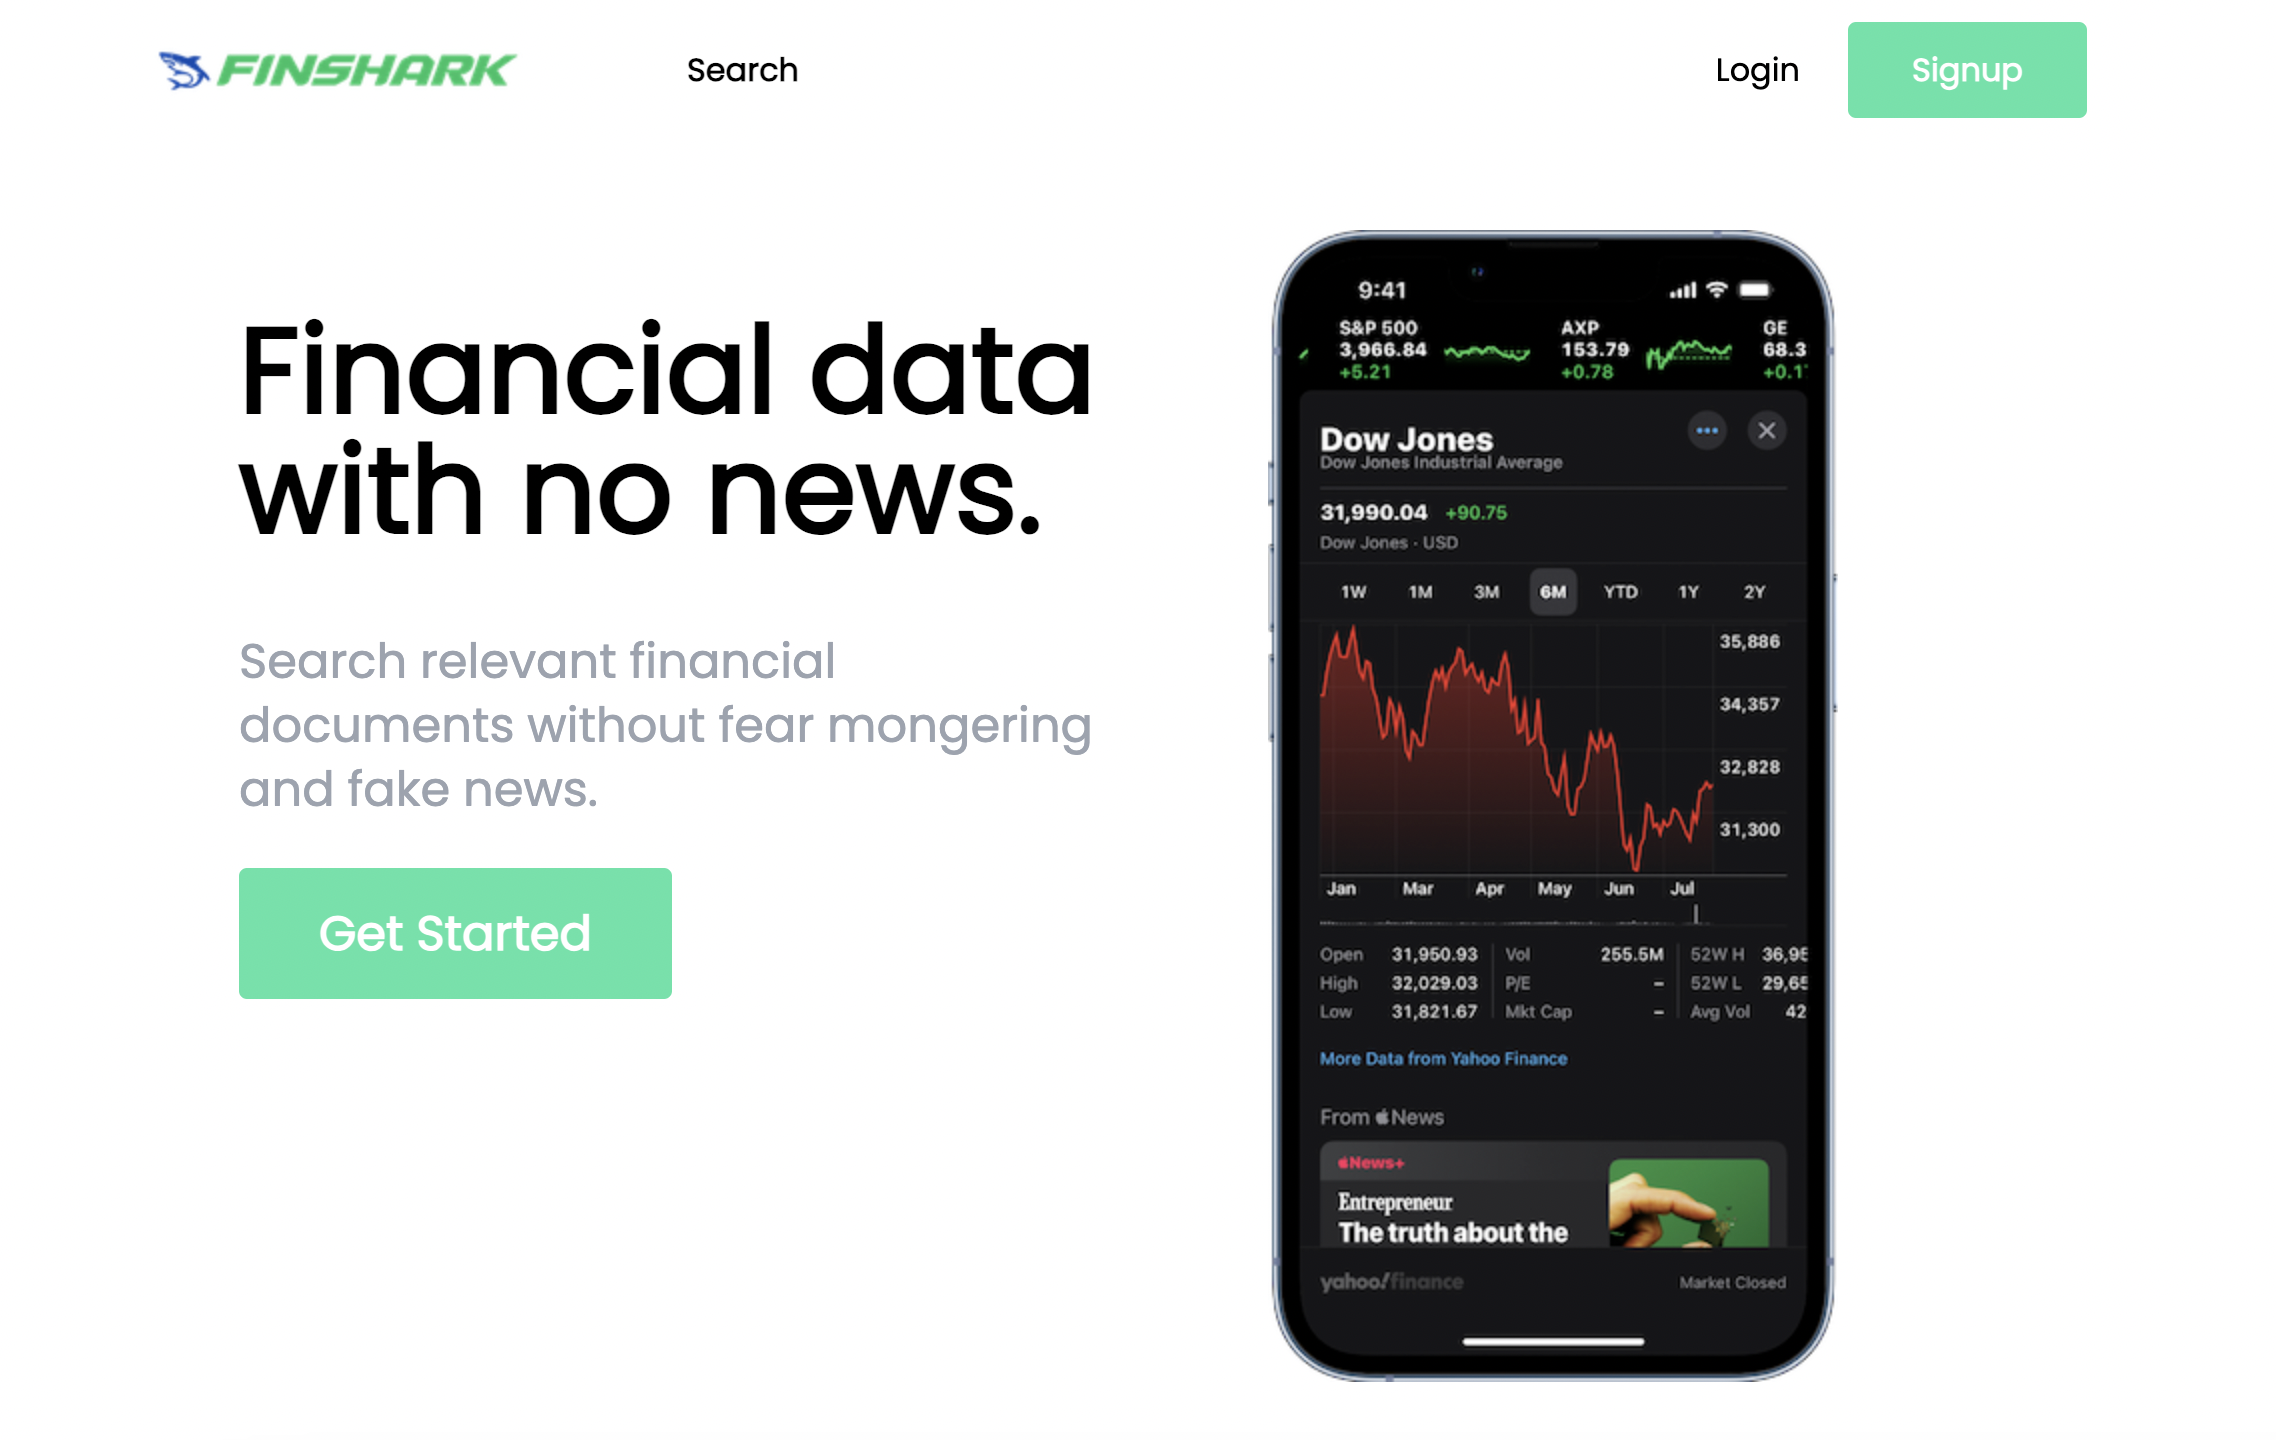 FINSHARK
Search
Login
Signup
Financial data
with no news.
Search relevant financial
documents without fear mongering
and fake news.
Get Started
9:41
S&P 500
3,966.84
+5.21
AXP
153.79
+0.78
GE
68.3
+0.1
Dow Jones
Dow Jones Industrial Average
31,990.04 +90.75
Dow Jones · USD
1W 1M 3M 6M YTD 1Y 2Y
35,886
34,357
32,828
31,300
Jan Mar Apr May Jun Jul
Open 31,950.93 Vol 255.5M 52W H 36,95
High 32,029.03 P/E – 52W L 29,65
Low 31,821.67 Mkt Cap – Avg Vol 42
More Data from Yahoo Finance
From News
News+
Entrepreneur
The truth about the
yahoo!finance Market Closed